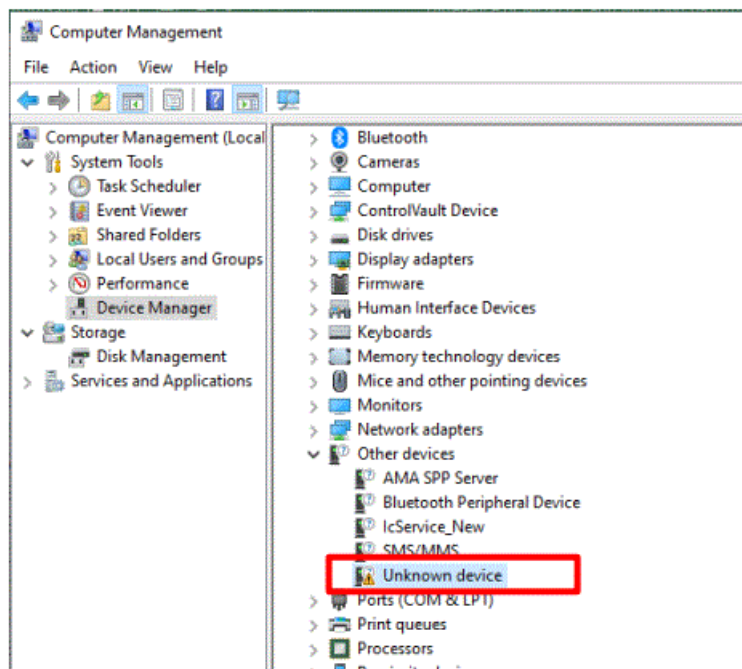 Computer Management
File Action View Help
Computer Management (Local
System Tools
Task Scheduler
Event Viewer
Shared Folders
Local Users and Groups
Performance
Device Manager
Storage
Disk Management
Services and Applications
Bluetooth
Cameras
Computer
ControlVault Device
Disk drives
Display adapters
Firmware
Human Interface Devices
Keyboards
Memory technology devices
Mice and other pointing devices
Monitors
Network adapters
Other devices
AMA SPP Server
Bluetooth Peripheral Device
IcService_New
SMS/MMS
Unknown device
Ports (COM & LPT)
Print queues
Processors